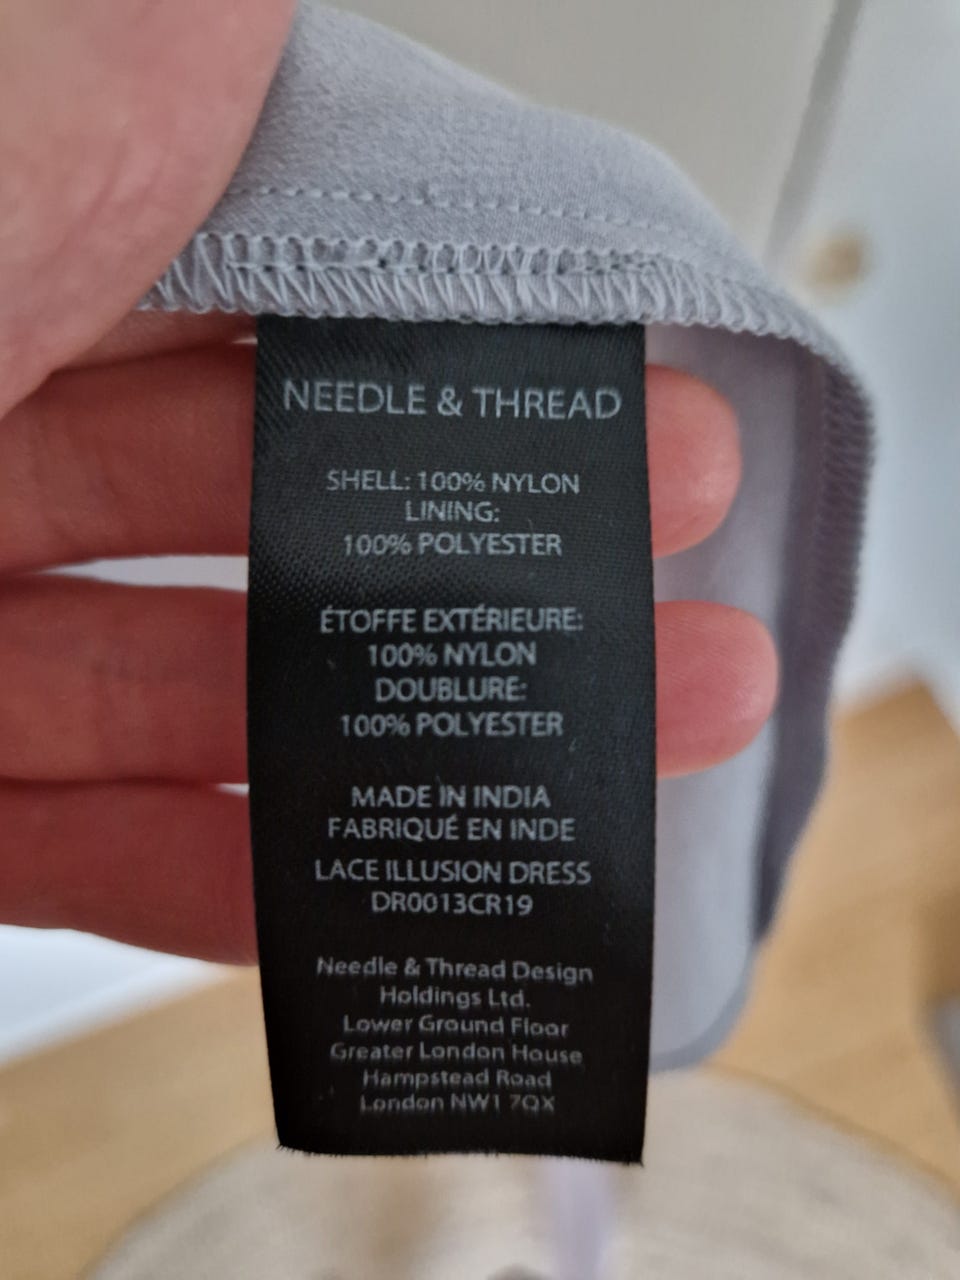 NEEDLE & THREAD
SHELL: 100% NYLON
LINING:
100% POLYESTER
ÉTOFFE EXTÉRIEURE:
100% NYLON
DOUBLURE:
100% POLYESTER
MADE IN INDIA
FABRIQUÉ EN INDE
LACE ILLUSION DRESS
DR0013CR19
Needle & Thread Design
Holdings Ltd.
Lower Ground Floor
Greater London House
Hampstead Road
London NW1 7QX